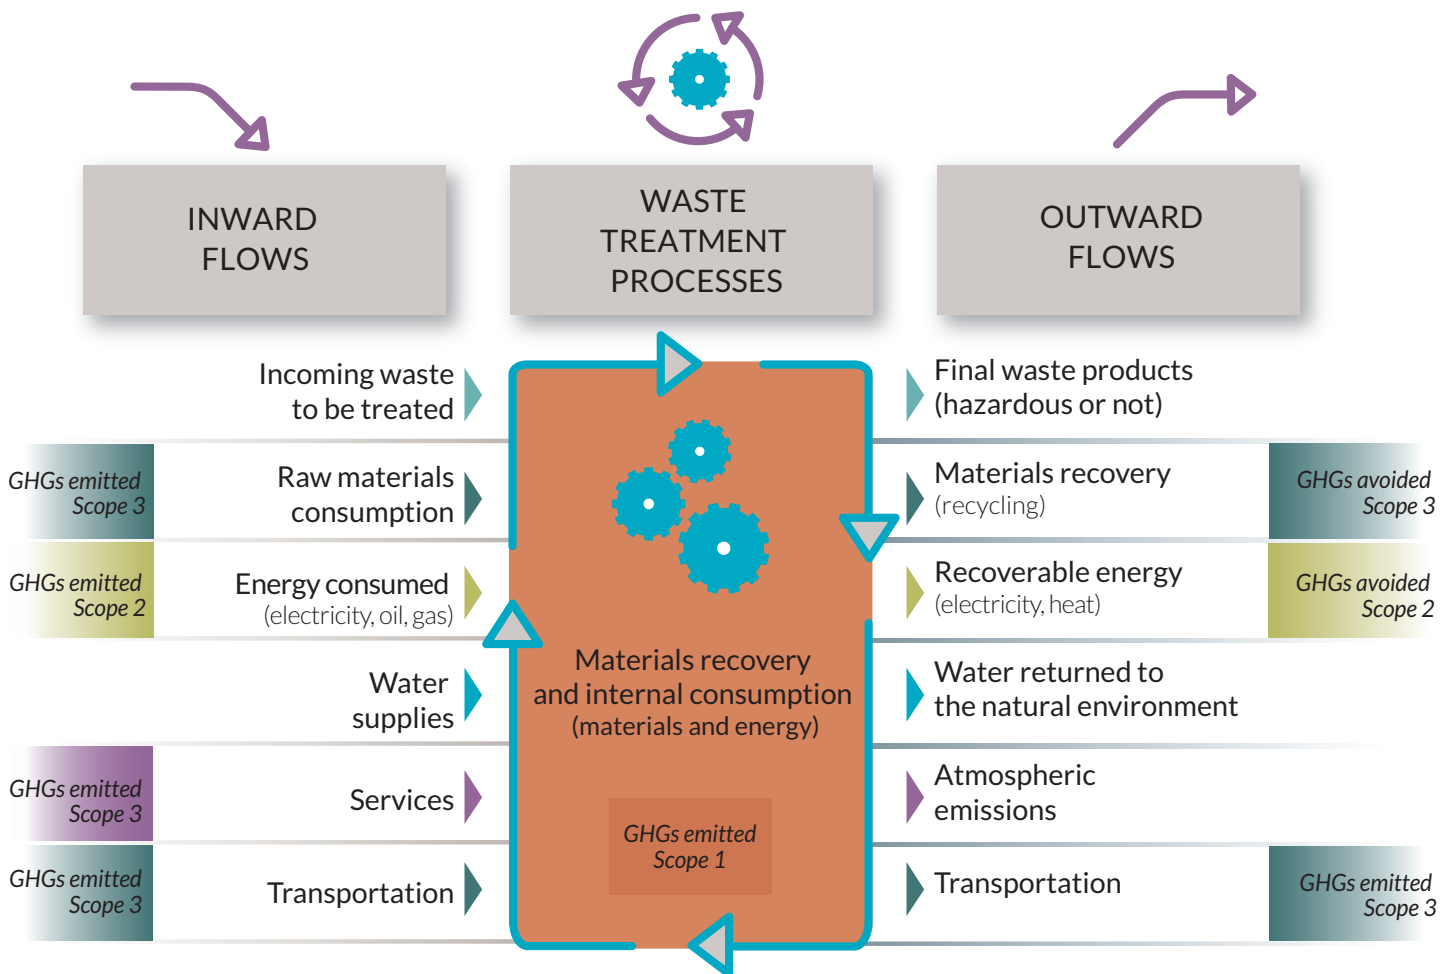 INWARD
FLOWS
WASTE
TREATMENT
PROCESSES
OUTWARD
FLOWS
Incoming waste
to be treated
GHGs emitted
Scope 3
Raw materials
consumption
GHGs emitted
Scope 2
Energy consumed
(electricity, oil, gas)
Water
supplies
GHGs emitted
Scope 3
Services
GHGs emitted
Scope 3
Transportation
Materials recovery
and internal consumption
(materials and energy)
GHGs emitted
Scope 1
Final waste products
(hazardous or not)
Materials recovery
(recycling)
GHGs avoided
Scope 3
Recoverable energy
(electricity, heat)
GHGs avoided
Scope 2
Water returned to
the natural environment
Atmospheric
emissions
Transportation
GHGs emitted
Scope 3